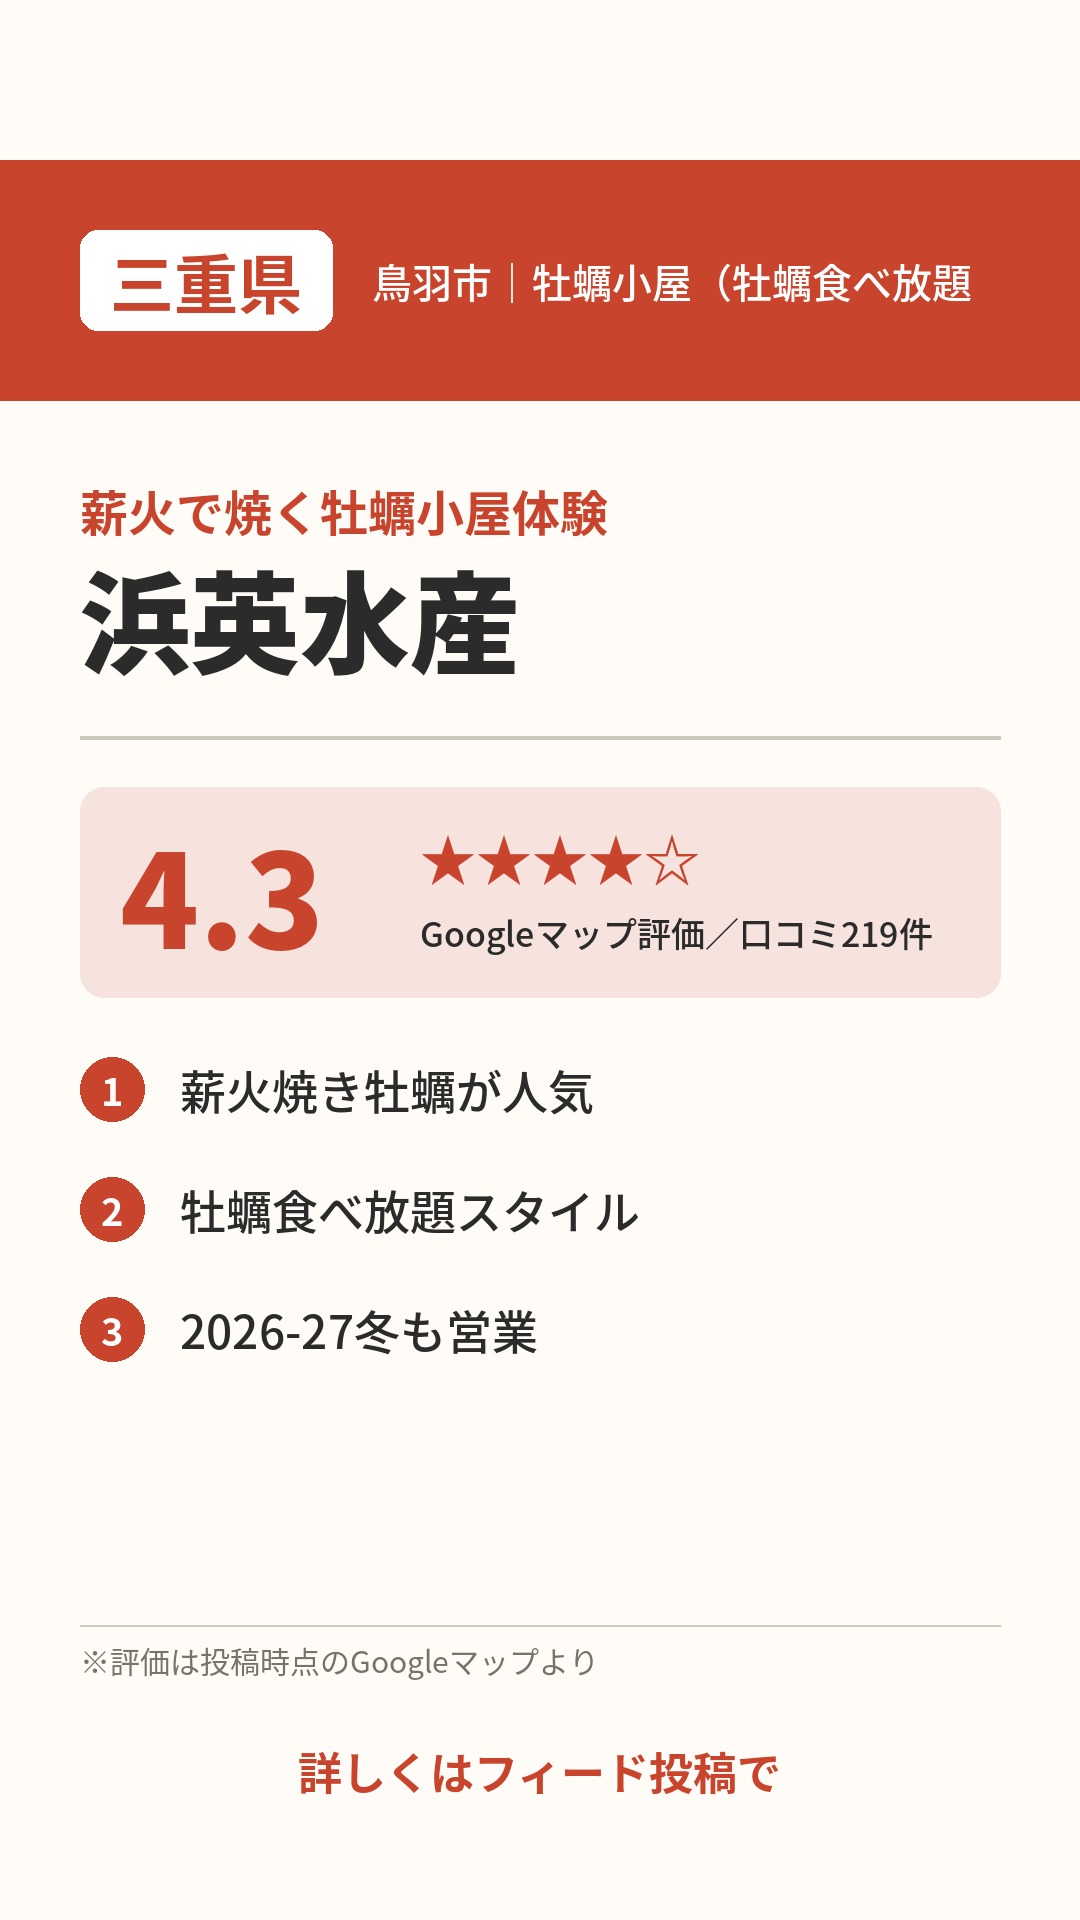 三重県
鳥羽市｜牡蠣小屋（牡蠣食べ放題
薪火で焼く牡蠣小屋体験
浜英水産
4.3
★★★★☆
Googleマップ評価／口コミ219件
1 薪火焼き牡蠣が人気
2 牡蠣食べ放題スタイル
3 2026-27冬も営業
※評価は投稿時点のGoogleマップより
詳しくはフィード投稿で